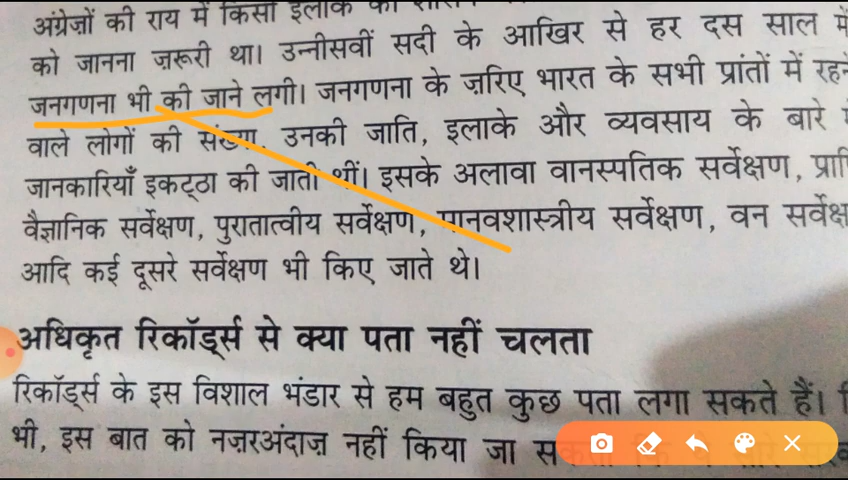 अंग्रेज़ों की राय में किसी इलाके का
को जानना ज़रूरी था। उन्नीसवीं सदी के आखिर से हर दस साल में
जनगणना भी की जाने लगी। जनगणना के ज़रिए भारत के सभी प्रांतों में रहने
वाले लोगों की संख्या, उनकी जाति, इलाके और व्यवसाय के बारे में
जानकारियाँ इकट्ठा की जाती थीं। इसके अलावा वानस्पतिक सर्वेक्षण, प्राणि
वैज्ञानिक सर्वेक्षण, पुरातात्वीय सर्वेक्षण, मानवशास्त्रीय सर्वेक्षण, वन सर्वेक्ष
आदि कई दूसरे सर्वेक्षण भी किए जाते थे।
अधिकृत रिकॉर्ड्स से क्या पता नहीं चलता
रिकॉर्ड्स के इस विशाल भंडार से हम बहुत कुछ पता लगा सकते हैं।
भी, इस बात को नज़रअंदाज़ नहीं किया जा